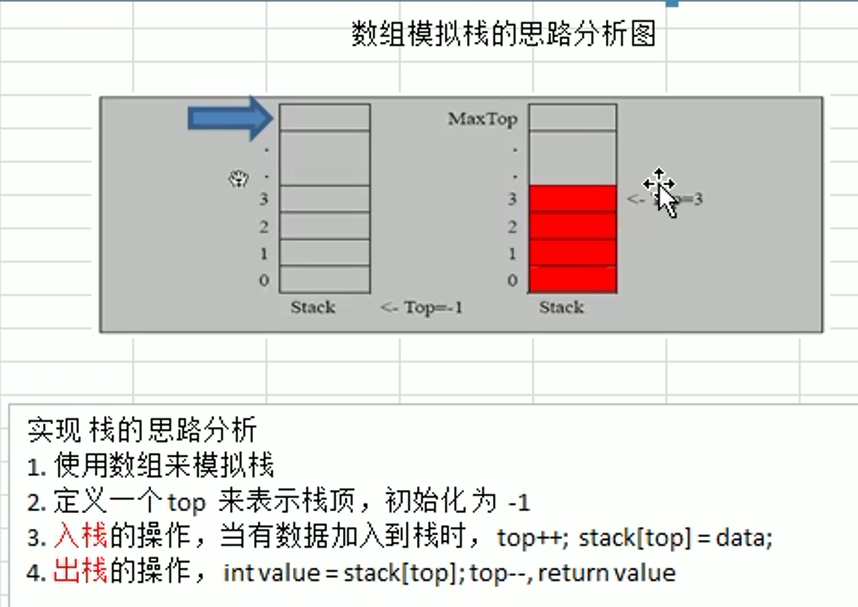 数组模拟栈的思路分析图
MaxTop
.
.
.
.
3
3
<- =3
2
2
1
1
0
0
Stack
<- Top=-1
Stack
实现 栈的思路分析
1. 使用数组来模拟栈
2. 定义一个 top 来表示栈顶，初始化 为 -1
3. 入栈的操作，当有数据加入到栈时，top++; stack[top] = data;
4. 出栈的操作， int value = stack[top]; top--, return value